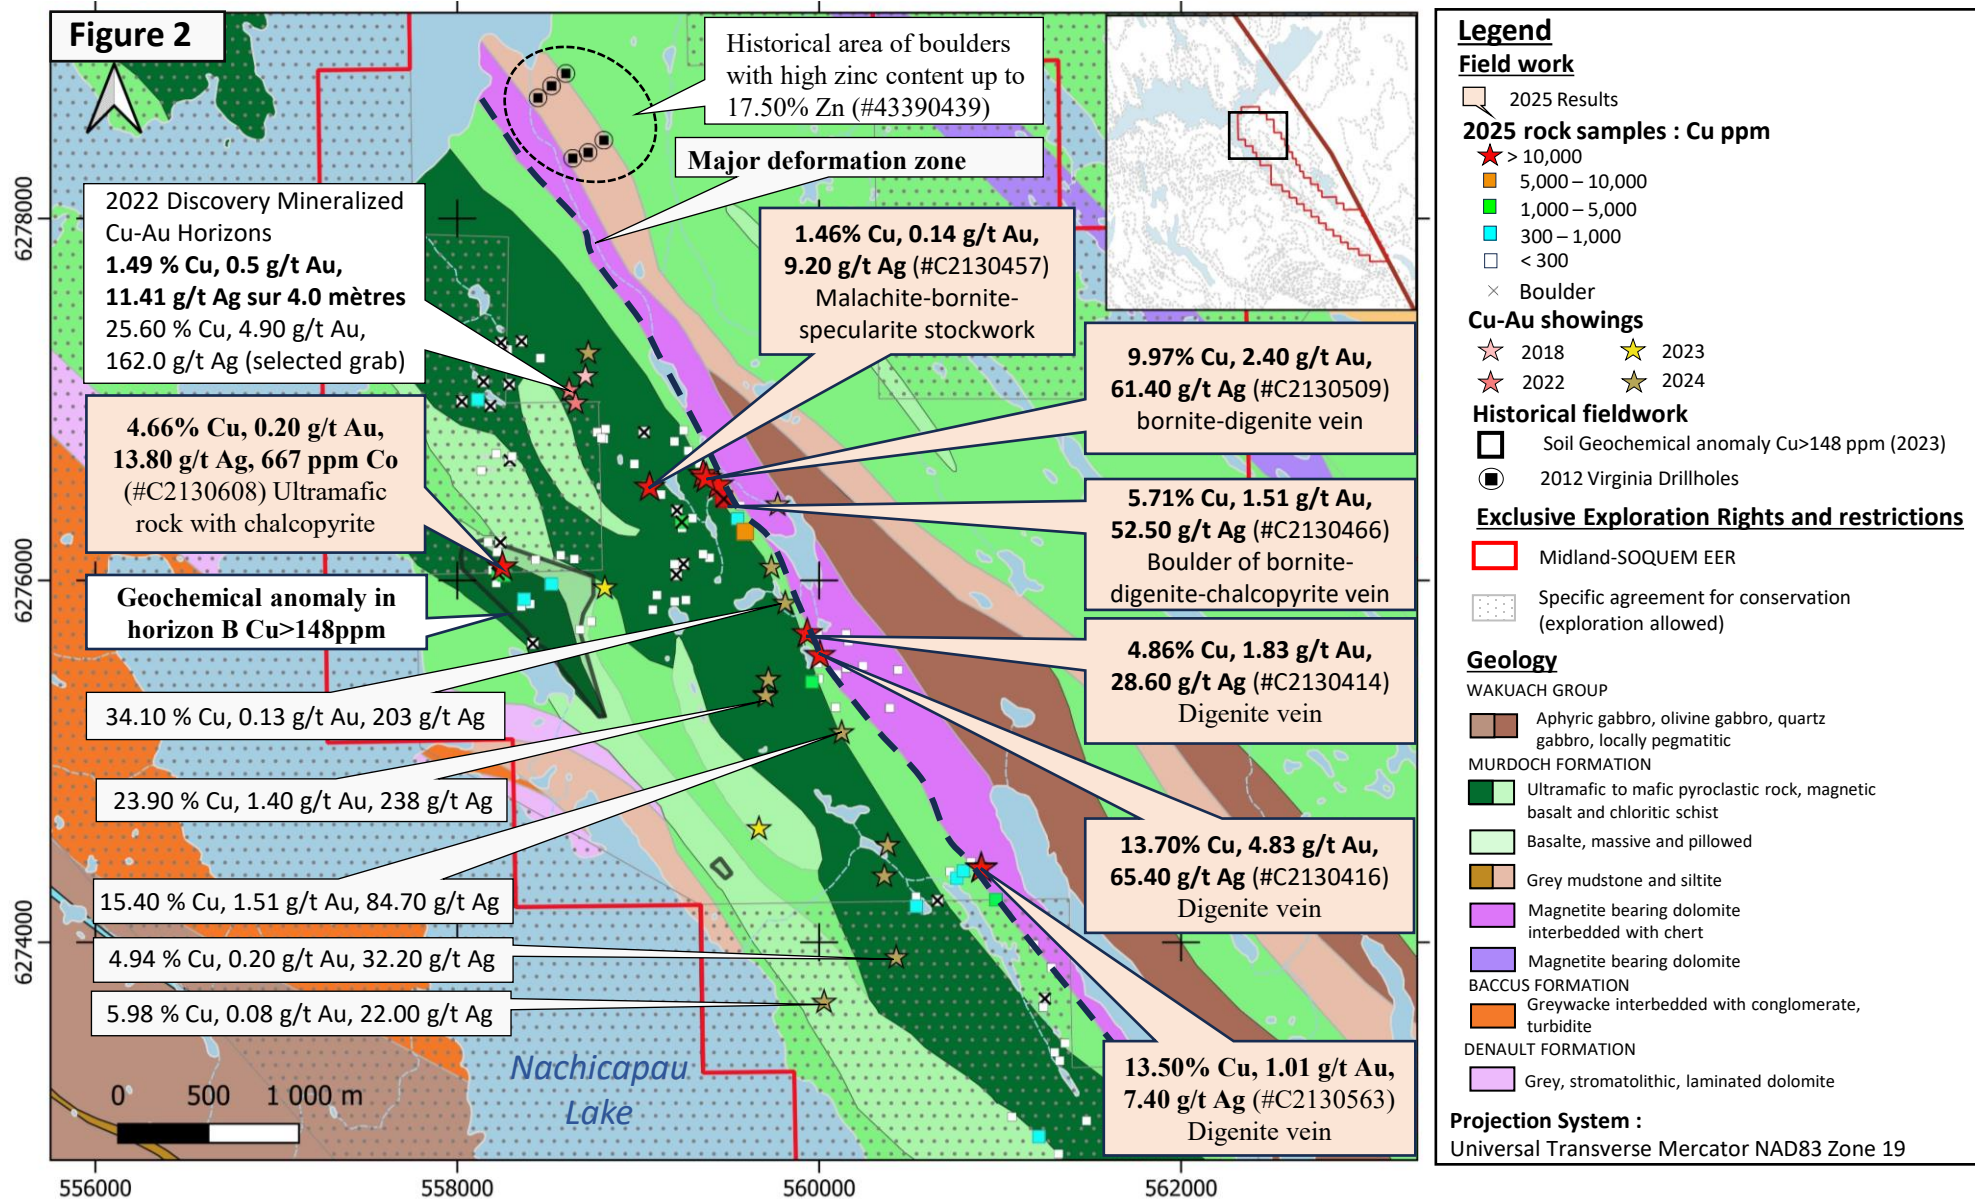 Figure 2
Historical area of boulders
with high zinc content up to
17.50% Zn (#43390439)
Major deformation zone
2022 Discovery Mineralized
Cu-Au Horizons
1.49 % Cu, 0.5 g/t Au,
11.41 g/t Ag sur 4.0 mètres
25.60 % Cu, 4.90 g/t Au,
162.0 g/t Ag (selected grab)
1.46% Cu, 0.14 g/t Au,
9.20 g/t Ag (#C2130457)
Malachite-bornite-
specularite stockwork
9.97% Cu, 2.40 g/t Au,
61.40 g/t Ag (#C2130509)
bornite-digenite vein
4.66% Cu, 0.20 g/t Au,
13.80 g/t Ag, 667 ppm Co
(#C2130608) Ultramafic
rock with chalcopyrite
5.71% Cu, 1.51 g/t Au,
52.50 g/t Ag (#C2130466)
Boulder of bornite-
digenite-chalcopyrite vein
Geochemical anomaly in
horizon B Cu>148ppm
4.86% Cu, 1.83 g/t Au,
28.60 g/t Ag (#C2130414)
Digenite vein
34.10 % Cu, 0.13 g/t Au, 203 g/t Ag
23.90 % Cu, 1.40 g/t Au, 238 g/t Ag
13.70% Cu, 4.83 g/t Au,
65.40 g/t Ag (#C2130416)
Digenite vein
15.40 % Cu, 1.51 g/t Au, 84.70 g/t Ag
4.94 % Cu, 0.20 g/t Au, 32.20 g/t Ag
5.98 % Cu, 0.08 g/t Au, 22.00 g/t Ag
13.50% Cu, 1.01 g/t Au,
7.40 g/t Ag (#C2130563)
Digenite vein
Nachicapau
Lake
0 500 1 000 m
6278000
6276000
6274000
556000 558000 560000 562000
Legend
Field work
2025 Results
2025 rock samples : Cu ppm
> 10,000
5,000 – 10,000
1,000 – 5,000
300 – 1,000
< 300
Boulder
Cu-Au showings
2018 2023
2022 2024
Historical fieldwork
Soil Geochemical anomaly Cu>148 ppm (2023)
2012 Virginia Drillholes
Exclusive Exploration Rights and restrictions
Midland-SOQUEM EER
Specific agreement for conservation
(exploration allowed)
Geology
WAKUACH GROUP
Aphyric gabbro, olivine gabbro, quartz
gabbro, locally pegmatitic
MURDOCH FORMATION
Ultramafic to mafic pyroclastic rock, magnetic
basalt and chloritic schist
Basalte, massive and pillowed
Grey mudstone and siltite
Magnetite bearing dolomite
interbedded with chert
Magnetite bearing dolomite
BACCUS FORMATION
Greywacke interbedded with conglomerate,
turbidite
DENAULT FORMATION
Grey, stromatolithic, laminated dolomite
Projection System :
Universal Transverse Mercator NAD83 Zone 19